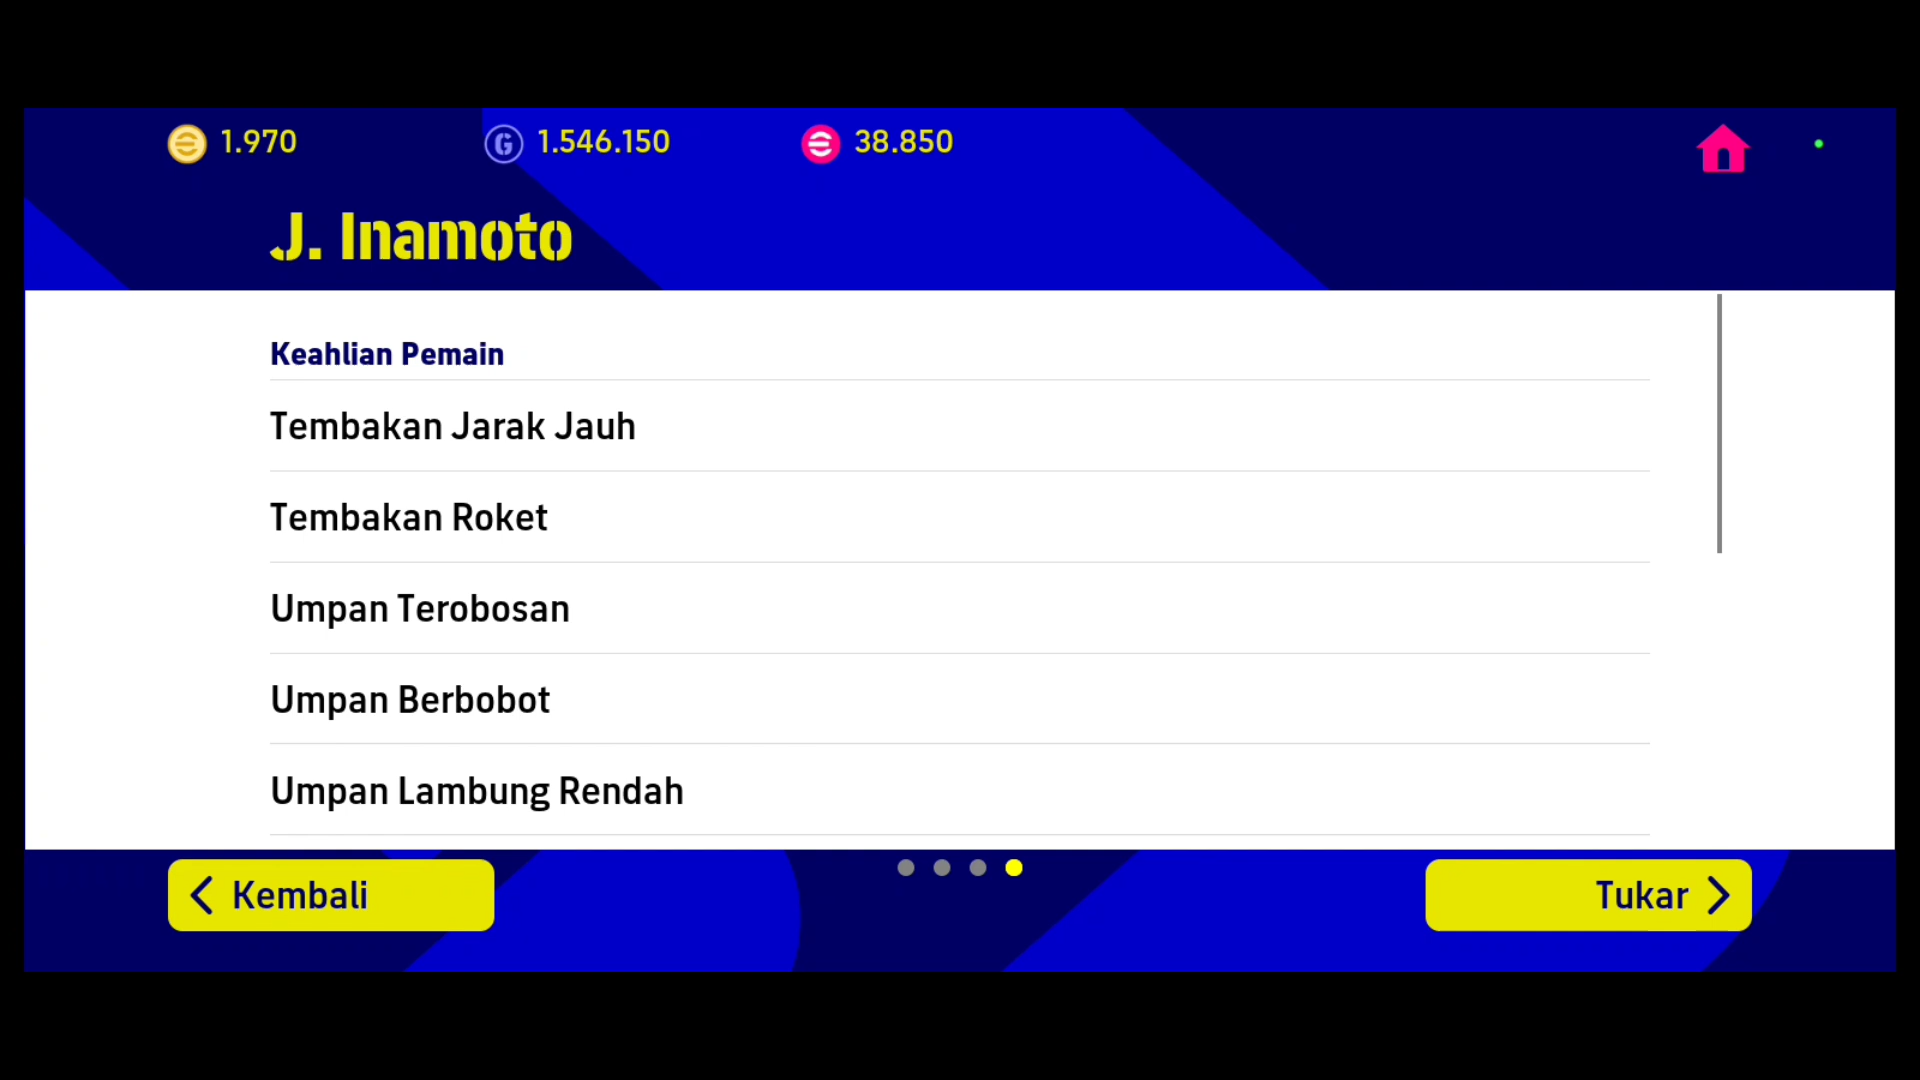 1.970
1.546.150
38.850
J. Inamoto
Keahlian Pemain
Tembakan Jarak Jauh
Tembakan Roket
Umpan Terobosan
Umpan Berbobot
Umpan Lambung Rendah
Kembali
Tukar